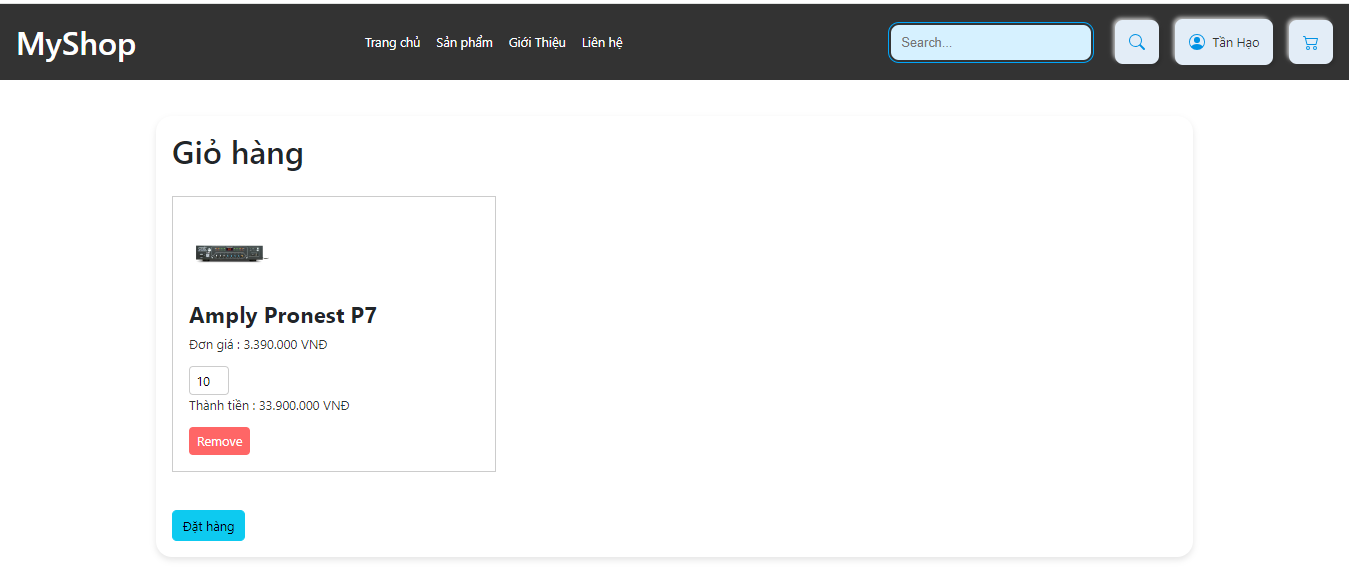 MyShop
Trang chủ Sản phẩm Giới Thiệu Liên hệ
Search...
Tần Hạo
Giỏ hàng
Amply Pronest P7
Đơn giá : 3.390.000 VNĐ
10
Thành tiền : 33.900.000 VNĐ
Remove
Đặt hàng